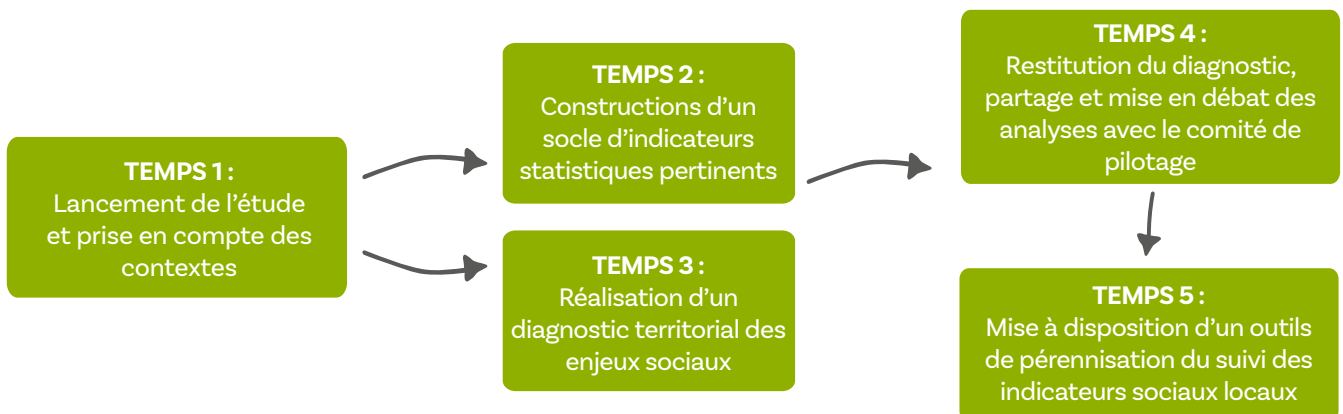 TEMPS 1 :
Lancement de l'étude
et prise en compte des
contextes
TEMPS 2 :
Constructions d'un
socle d'indicateurs
statistiques pertinents
TEMPS 3 :
Réalisation d'un
diagnostic territorial des
enjeux sociaux
TEMPS 4 :
Restitution du diagnostic,
partage et mise en débat des
analyses avec le comité de
pilotage
TEMPS 5 :
Mise à disposition d'un outils
de pérennisation du suivi des
indicateurs sociaux locaux